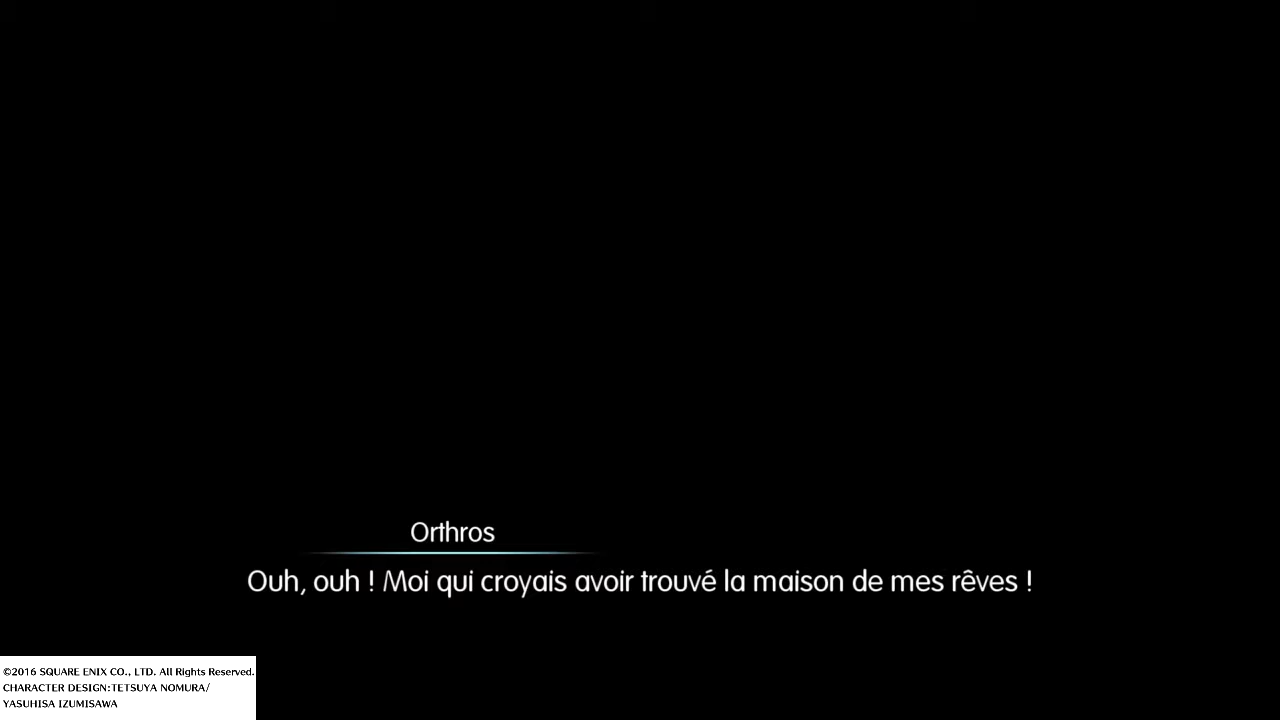 Orthros
Ouh, ouh ! Moi qui croyais avoir trouvé la maison de mes rêves !
©2016 SQUARE ENIX CO., LTD. All Rights Reserved.
CHARACTER DESIGN:TETSUYA NOMURA/
YASUHISA IZUMISAWA